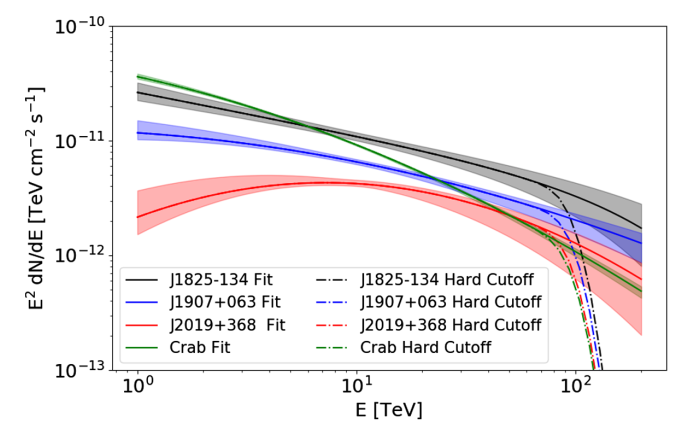 10⁻¹⁰
10⁻¹¹
10⁻¹²
10⁻¹³
E² dN/dE [TeV cm⁻² s⁻¹]
J1825-134 Fit
J1907+063 Fit
J2019+368 Fit
Crab Fit
J1825-134 Hard Cutoff
J1907+063 Hard Cutoff
J2019+368 Hard Cutoff
Crab Hard Cutoff
10⁰ 10¹ 10²
E [TeV]